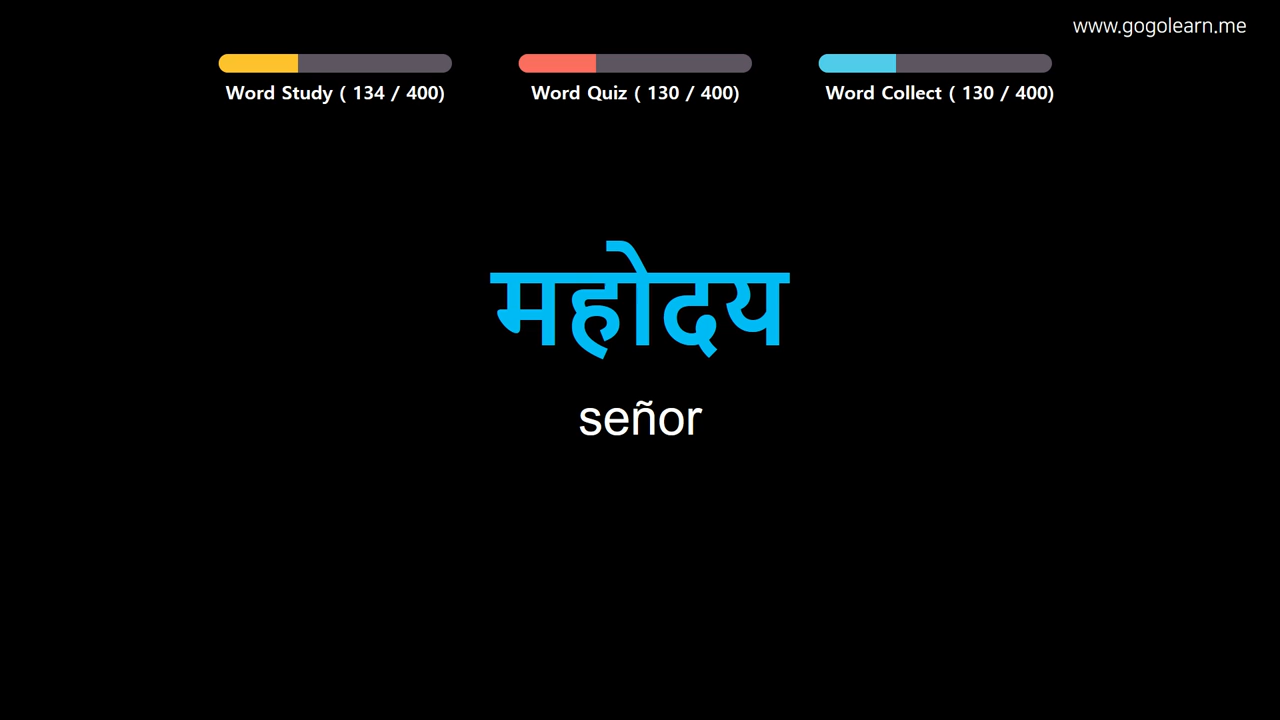 www.gogolearn.me
Word Study ( 134 / 400)
Word Quiz ( 130 / 400)
Word Collect ( 130 / 400)
महोदय
señor